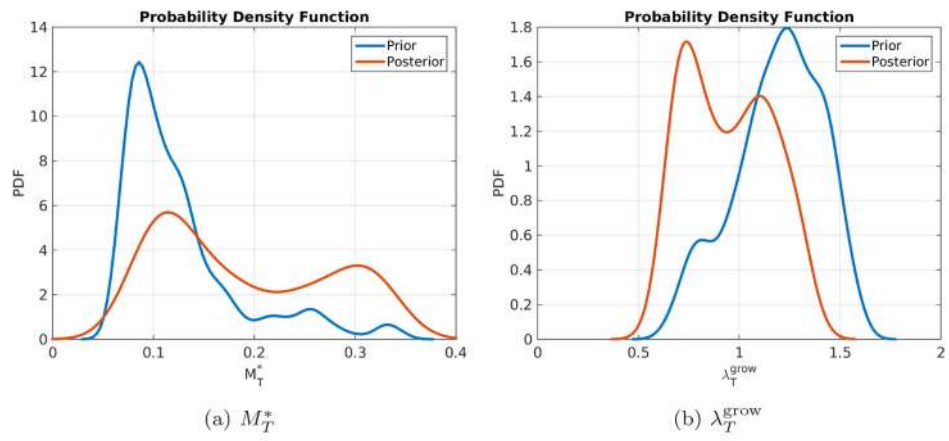 Probability Density Function
14
12
10
8
6
4
2
0
PDF
Prior
Posterior
0 0.1 0.2 0.3 0.4
M*T
(a) M*T
Probability Density Function
1.8
1.6
1.4
1.2
1
0.8
0.6
0.4
0.2
0
PDF
Prior
Posterior
0 0.5 1 1.5 2
λTgrow
(b) λTgrow